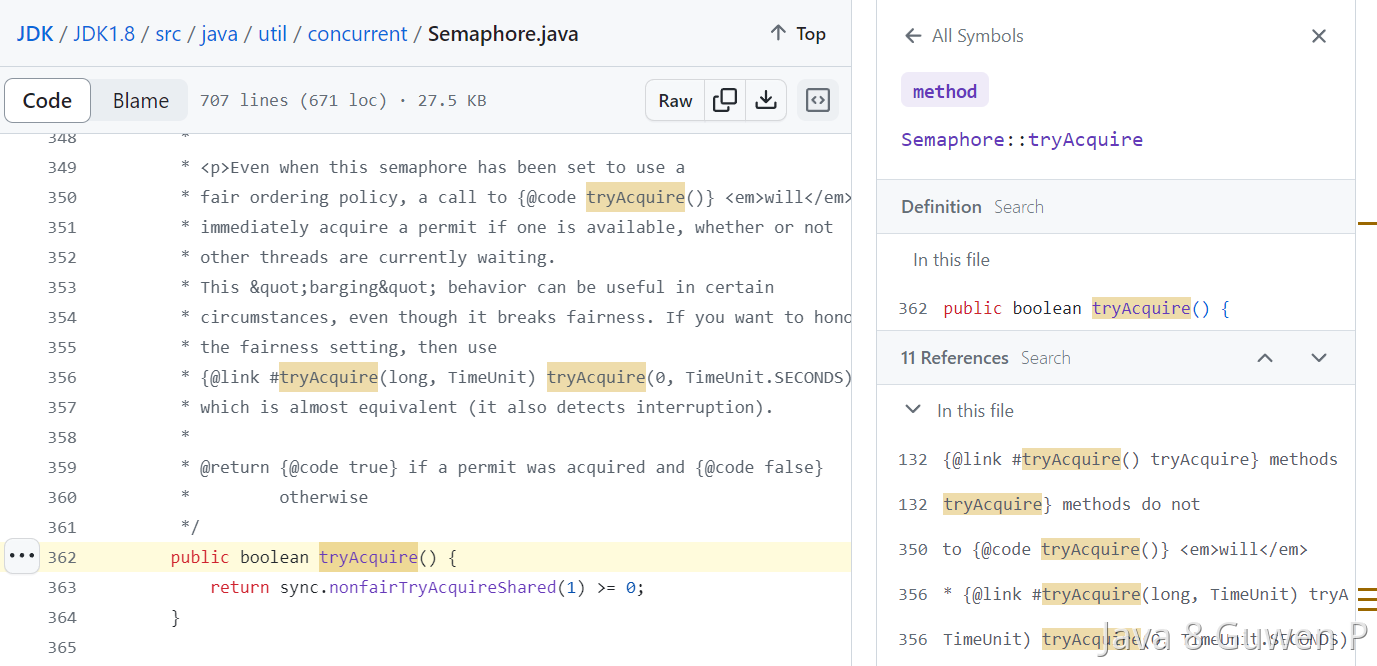 JDK / JDK1.8 / src / java / util / concurrent / Semaphore.java
Top
Code
Blame
707 lines (671 loc) · 27.5 KB
Raw
348 *
349 * <p>Even when this semaphore has been set to use a
350 * fair ordering policy, a call to {@code tryAcquire()} <em>will</em>
351 * immediately acquire a permit if one is available, whether or not
352 * other threads are currently waiting.
353 * This &quot;barging&quot; behavior can be useful in certain
354 * circumstances, even though it breaks fairness. If you want to hono
355 * the fairness setting, then use
356 * {@link #tryAcquire(long, TimeUnit) tryAcquire(0, TimeUnit.SECONDS)
357 * which is almost equivalent (it also detects interruption).
358 *
359 * @return {@code true} if a permit was acquired and {@code false}
360 *         otherwise
361 */
362 public boolean tryAcquire() {
363 return sync.nonfairTryAcquireShared(1) >= 0;
364 }
365
All Symbols
method
Semaphore::tryAcquire
Definition Search
In this file
362 public boolean tryAcquire() {
11 References Search
In this file
132 {@link #tryAcquire() tryAcquire} methods
132 tryAcquire} methods do not
350 to {@code tryAcquire()} <em>will</em>
356 * {@link #tryAcquire(long, TimeUnit) tryA
356 TimeUnit) tryAcquire(0, TimeUnit.SECONDS)
Java 8 Guwen P